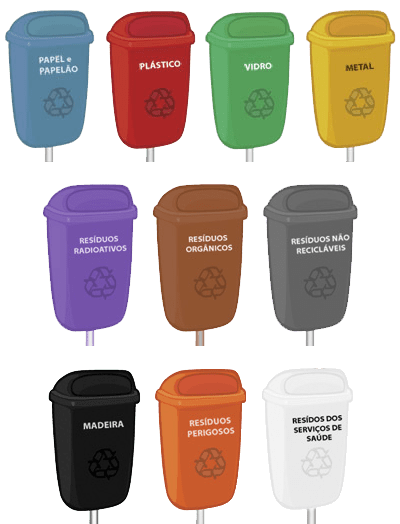 PAPEL e
PAPELÃO
PLÁSTICO
VIDRO
METAL
RESÍDUOS
RADIOATIVOS
RESÍDUOS
ORGÁNICOS
RESÍDUOS NÃO
RECICLÁVEIS
MADEIRA
RESÍDUOS
PERIGOSOS
RESÍDOS DOS
SERVIÇOS DE
SAÚDE